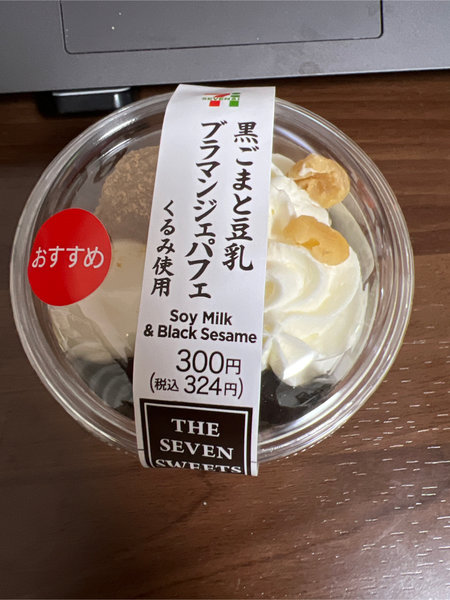 黒ごまと豆乳
ブラマンジェパフェ
くるみ使用
Soy Milk
& Black Sesame
300円
(税込 324円)
THE
SEVEN
SWEETS
おすすめ